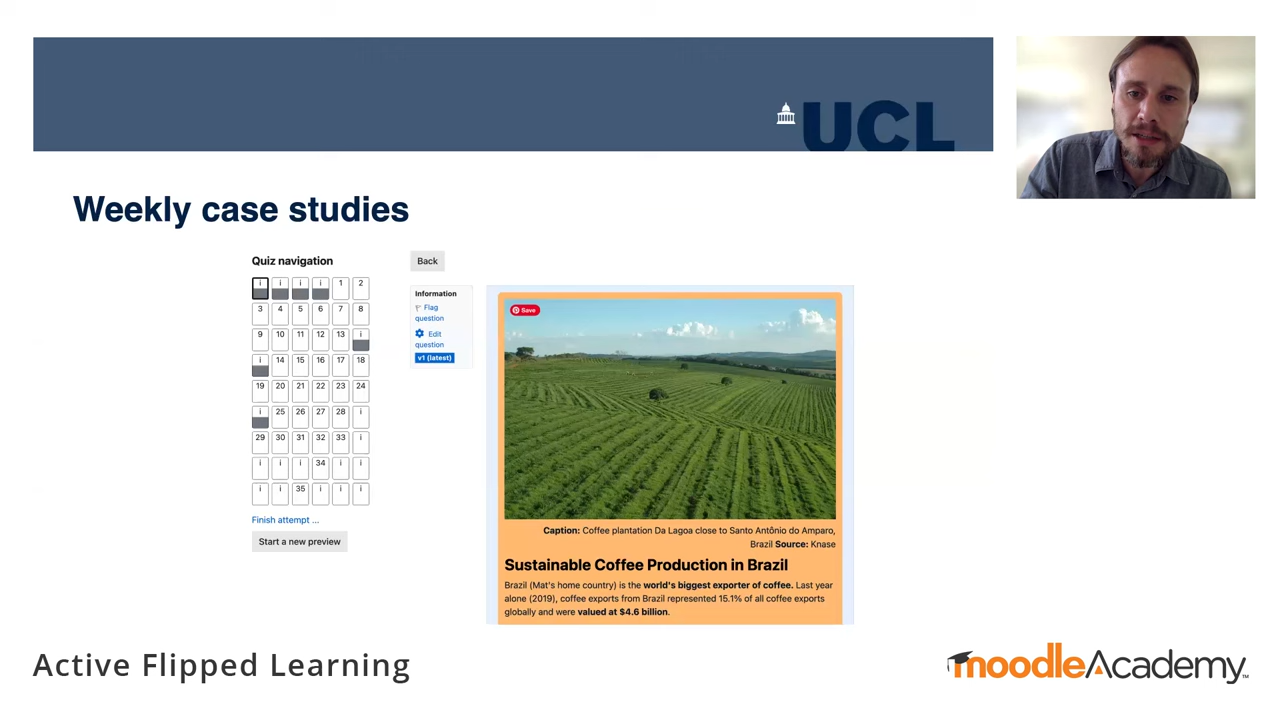 UCL
Weekly case studies
Quiz navigation
i i i i 1 2
3 4 5 6 7 8
9 10 11 12 13 i
i 14 15 16 17 18
19 20 21 22 23 24
i 25 26 27 28 i
29 30 31 32 33 i
i i i 34 i i
i i 35 i i i
Finish attempt ...
Start a new preview
Back
Information
Flag
question
Edit
question
v1 (latest)
Save
Caption: Coffee plantation Da Lagoa close to Santo Antônio do Amparo,
Brazil Source: Knase
Sustainable Coffee Production in Brazil
Brazil (Mat's home country) is the world's biggest exporter of coffee. Last year
alone (2019), coffee exports from Brazil represented 15.1% of all coffee exports
globally and were valued at $4.6 billion.
Active Flipped Learning
moodleAcademy™